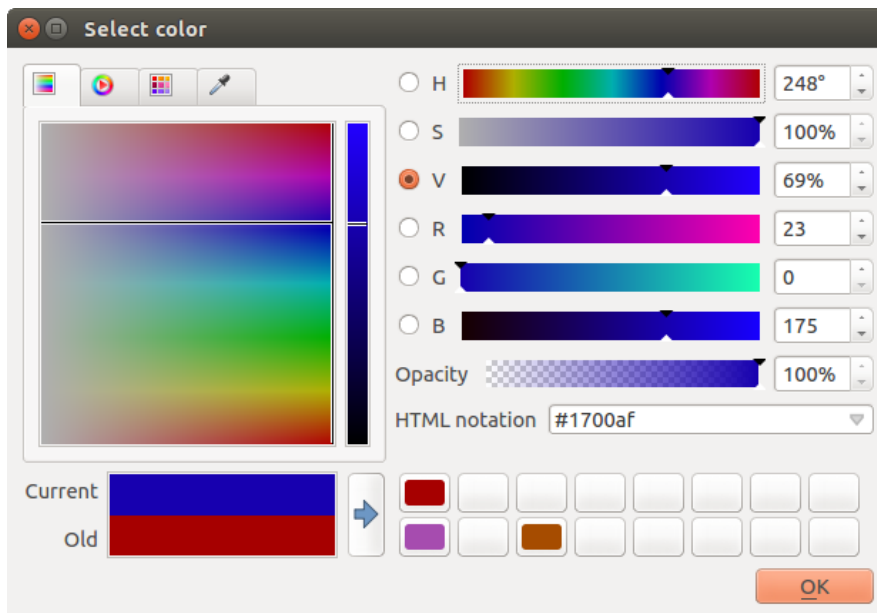 Select color
H 248°
S 100%
V 69%
R 23
G 0
B 175
Opacity 100%
HTML notation #1700af
Current
Old
OK